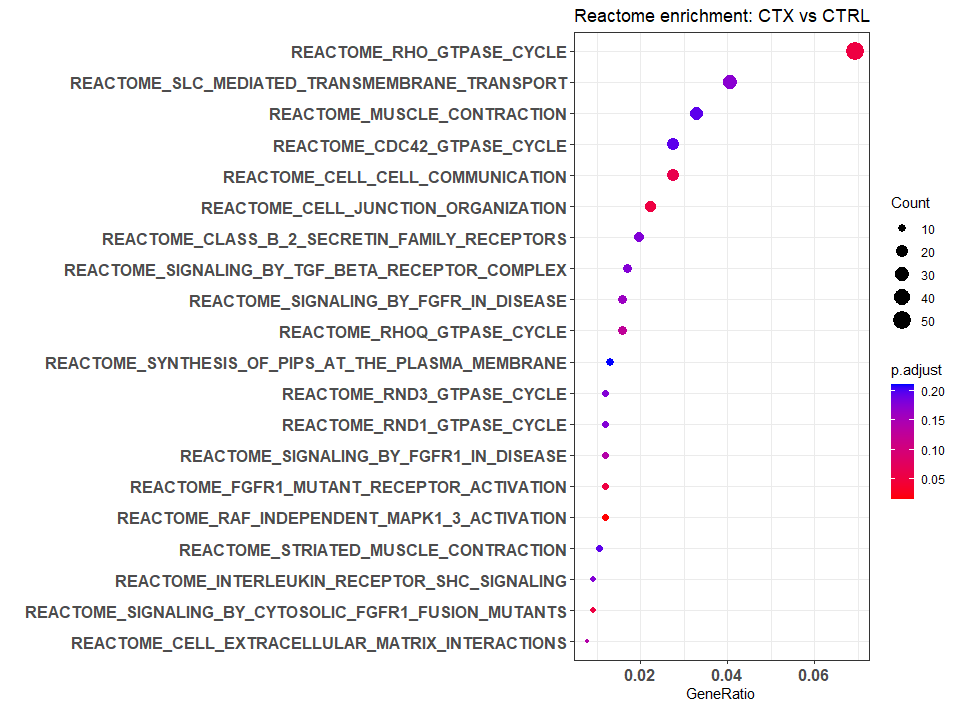 Reactome enrichment: CTX vs CTRL
REACTOME_RHO_GTPASE_CYCLE
REACTOME_SLC_MEDIATED_TRANSMEMBRANE_TRANSPORT
REACTOME_MUSCLE_CONTRACTION
REACTOME_CDC42_GTPASE_CYCLE
REACTOME_CELL_CELL_COMMUNICATION
REACTOME_CELL_JUNCTION_ORGANIZATION
REACTOME_CLASS_B_2_SECRETIN_FAMILY_RECEPTORS
REACTOME_SIGNALING_BY_TGF_BETA_RECEPTOR_COMPLEX
REACTOME_SIGNALING_BY_FGFR_IN_DISEASE
REACTOME_RHOQ_GTPASE_CYCLE
REACTOME_SYNTHESIS_OF_PIPS_AT_THE_PLASMA_MEMBRANE
REACTOME_RND3_GTPASE_CYCLE
REACTOME_RND1_GTPASE_CYCLE
REACTOME_SIGNALING_BY_FGFR1_IN_DISEASE
REACTOME_FGFR1_MUTANT_RECEPTOR_ACTIVATION
REACTOME_RAF_INDEPENDENT_MAPK1_3_ACTIVATION
REACTOME_STRIATED_MUSCLE_CONTRACTION
REACTOME_INTERLEUKIN_RECEPTOR_SHC_SIGNALING
REACTOME_SIGNALING_BY_CYTOSOLIC_FGFR1_FUSION_MUTANTS
REACTOME_CELL_EXTRACELLULAR_MATRIX_INTERACTIONS
0.02 0.04 0.06
GeneRatio
Count
10
20
30
40
50
p.adjust
0.20
0.15
0.10
0.05